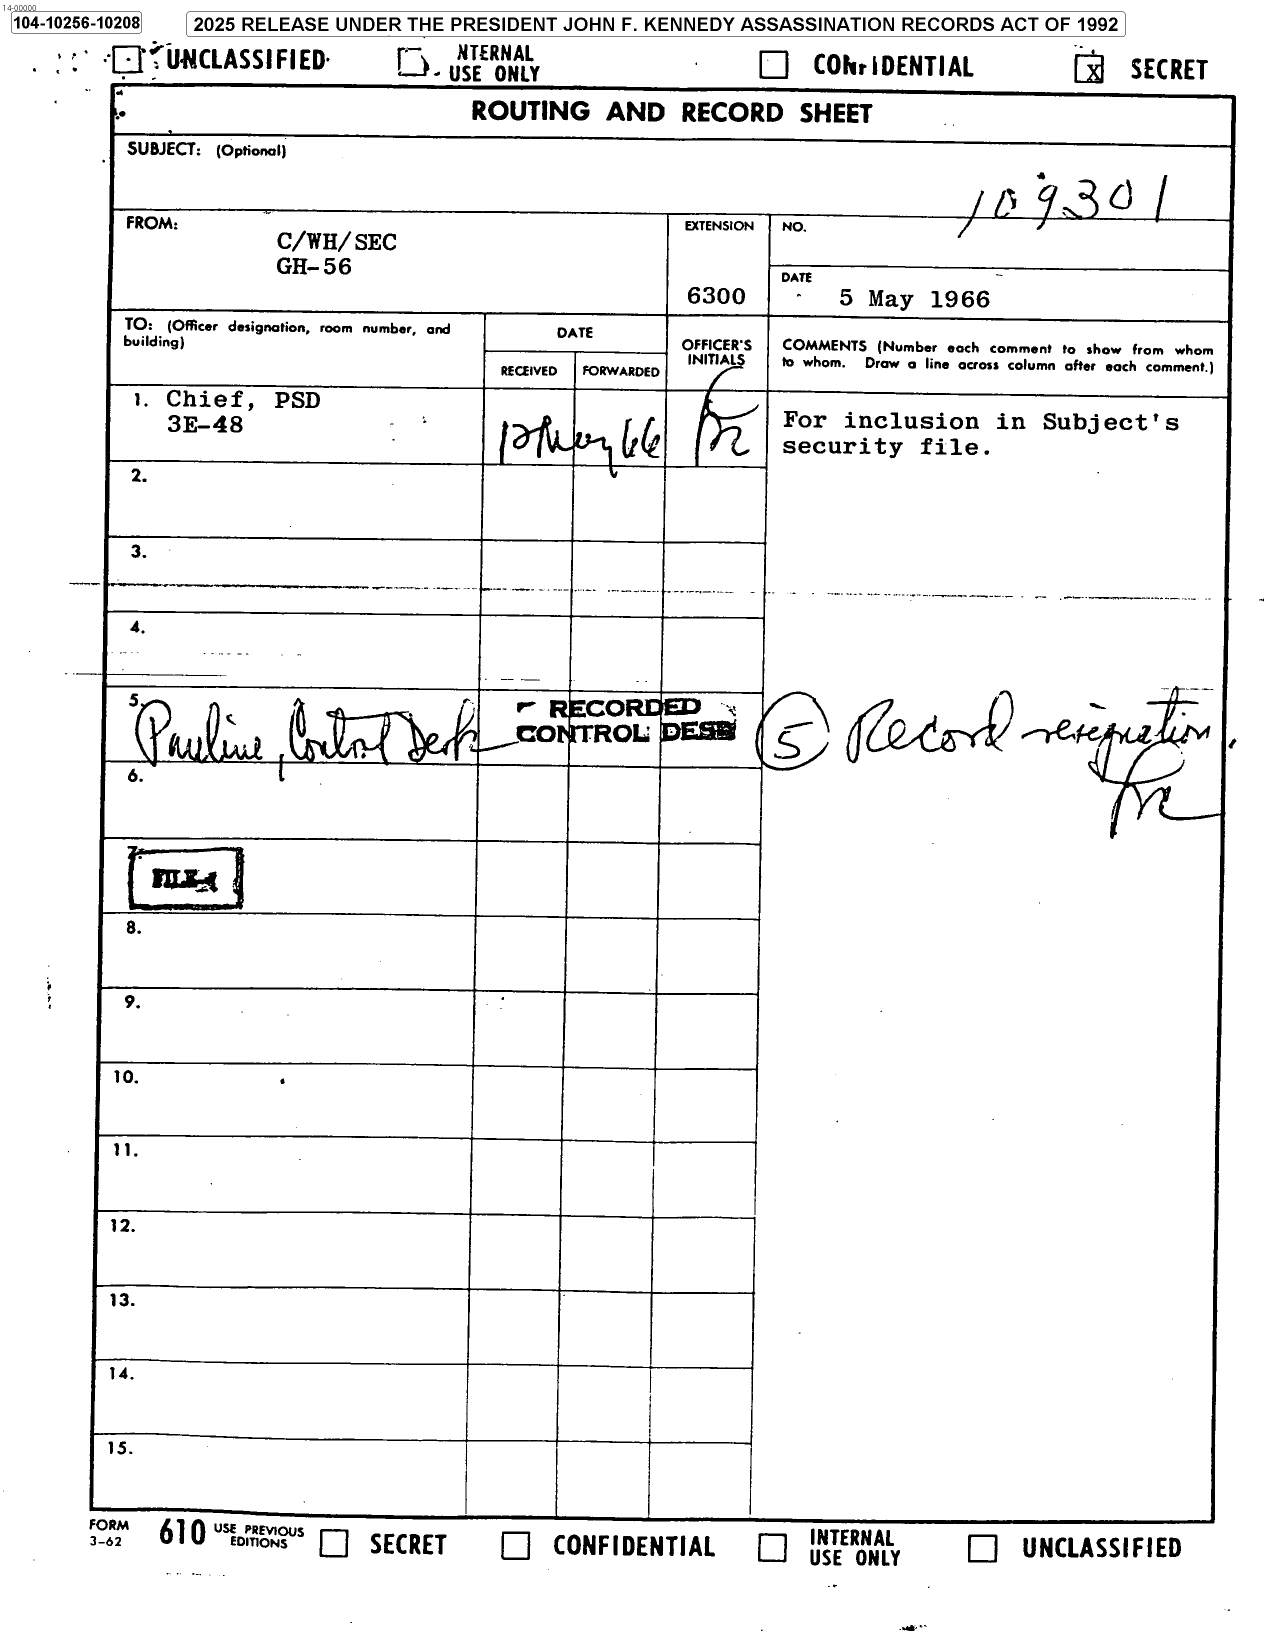 14-00000
104-10256-10208
2025 RELEASE UNDER THE PRESIDENT JOHN F. KENNEDY ASSASSINATION RECORDS ACT OF 1992
UNCLASSIFIED
NTERNAL
USE ONLY
CONFIDENTIAL
X SECRET
ROUTING AND RECORD SHEET
SUBJECT: (Optional)
109301
FROM:
C/WH/SEC
GH-56
EXTENSION
6300
NO.
DATE
5 May 1966
TO: (Officer designation, room number, and
building)
DATE
RECEIVED
FORWARDED
OFFICER'S
INITIALS
COMMENTS (Number each comment to show from whom
to whom. Draw a line across column after each comment.)
1. Chief, PSD
3E-48
12 May 66
For inclusion in Subject's
security file.
2.
3.
4.
5.
Pauline, Control Desk
RECORDED
CONTROL DESK
5 Record resignation.
6.
7.
FILE
8.
9.
10.
11.
12.
13.
14.
15.
FORM
3-62
610
USE PREVIOUS
EDITIONS
SECRET
CONFIDENTIAL
INTERNAL
USE ONLY
UNCLASSIFIED